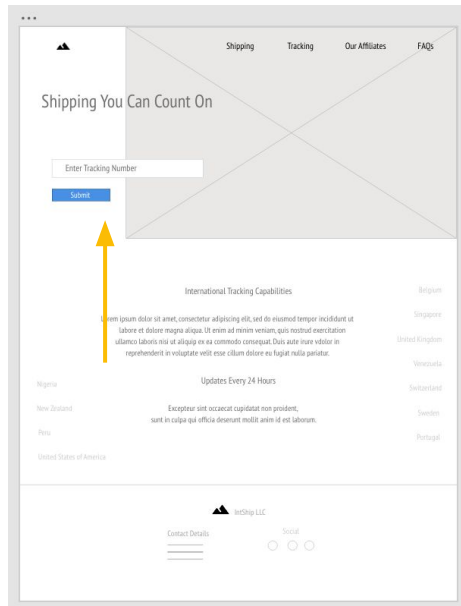 Shipping Tracking Our Affiliates FAQs
Shipping You Can Count On
Enter Tracking Number
Submit
International Tracking Capabilities
Lorem ipsum dolor sit amet, consectetur adipiscing elit, sed do eiusmod tempor incididunt ut
labore et dolore magna aliqua. Ut enim ad minim veniam, quis nostrud exercitation
ullamco laboris nisi ut aliquip ex ea commodo consequat. Duis aute irure vdolor in
reprehenderit in voluptate velit esse cillum dolore eu fugiat nulla pariatur.
Updates Every 24 Hours
Excepteur sint occaecat cupidatat non proident,
sunt in culpa qui officia deserunt mollit anim id est laborum.
Belgium
Singapore
United Kingdom
Venezuela
Switzerland
Sweden
Portugal
Nigeria
New Zealand
Peru
United States of America
IntShip LLC
Contact Details
Social